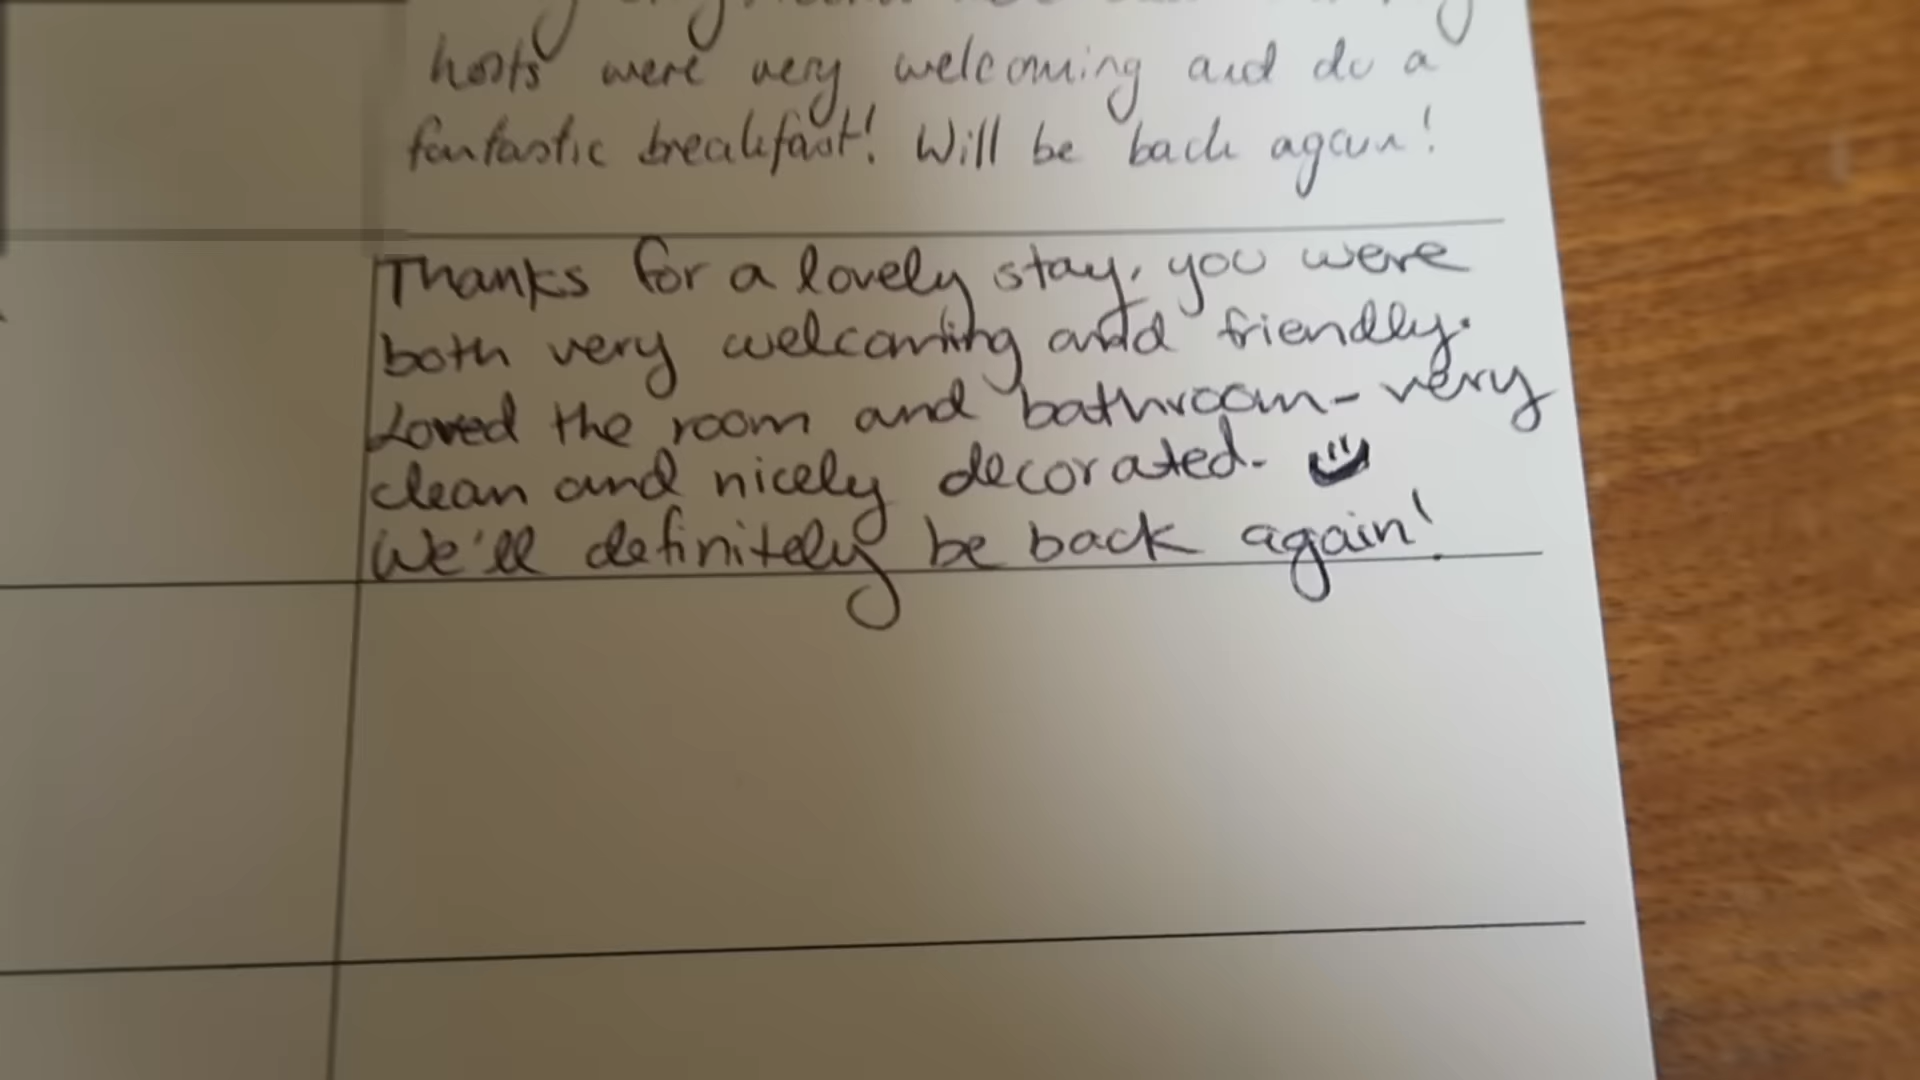 hosts were very welcoming and do a
fantastic breakfast! Will be back again!
Thanks for a lovely stay, you were
both very welcoming and friendly.
Loved the room and bathroom - very
clean and nicely decorated-
We'll definitely be back again!